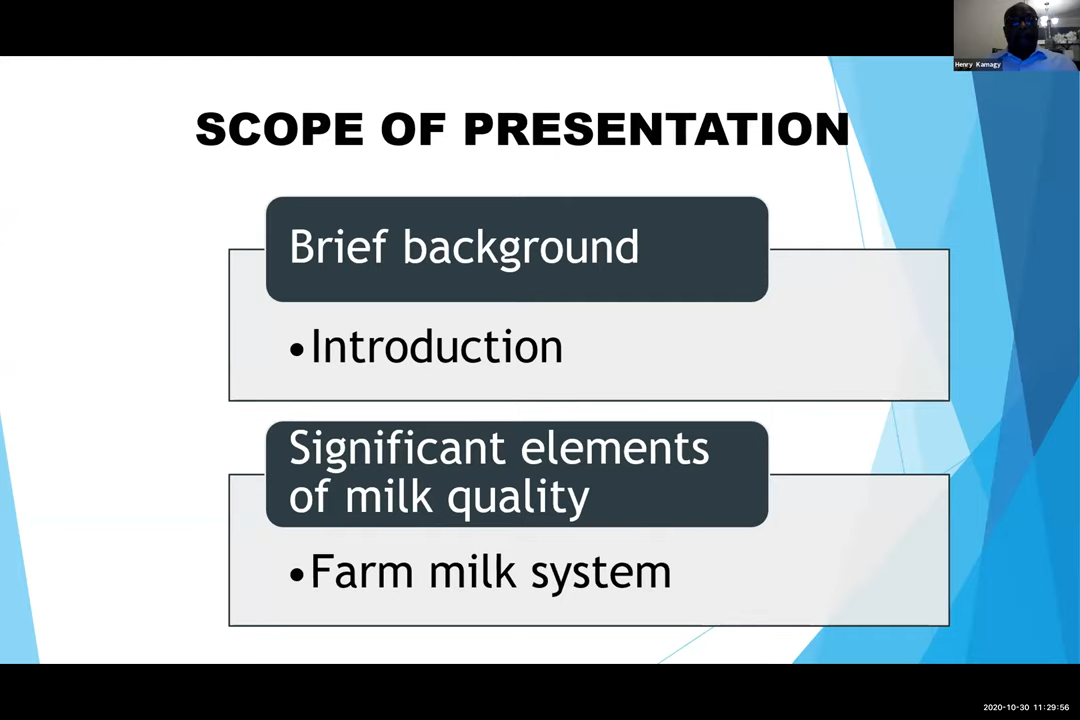 Henry Kamagy
SCOPE OF PRESENTATION
Brief background
•Introduction
Significant elements
of milk quality
•Farm milk system
2020-10-30 11:29:56